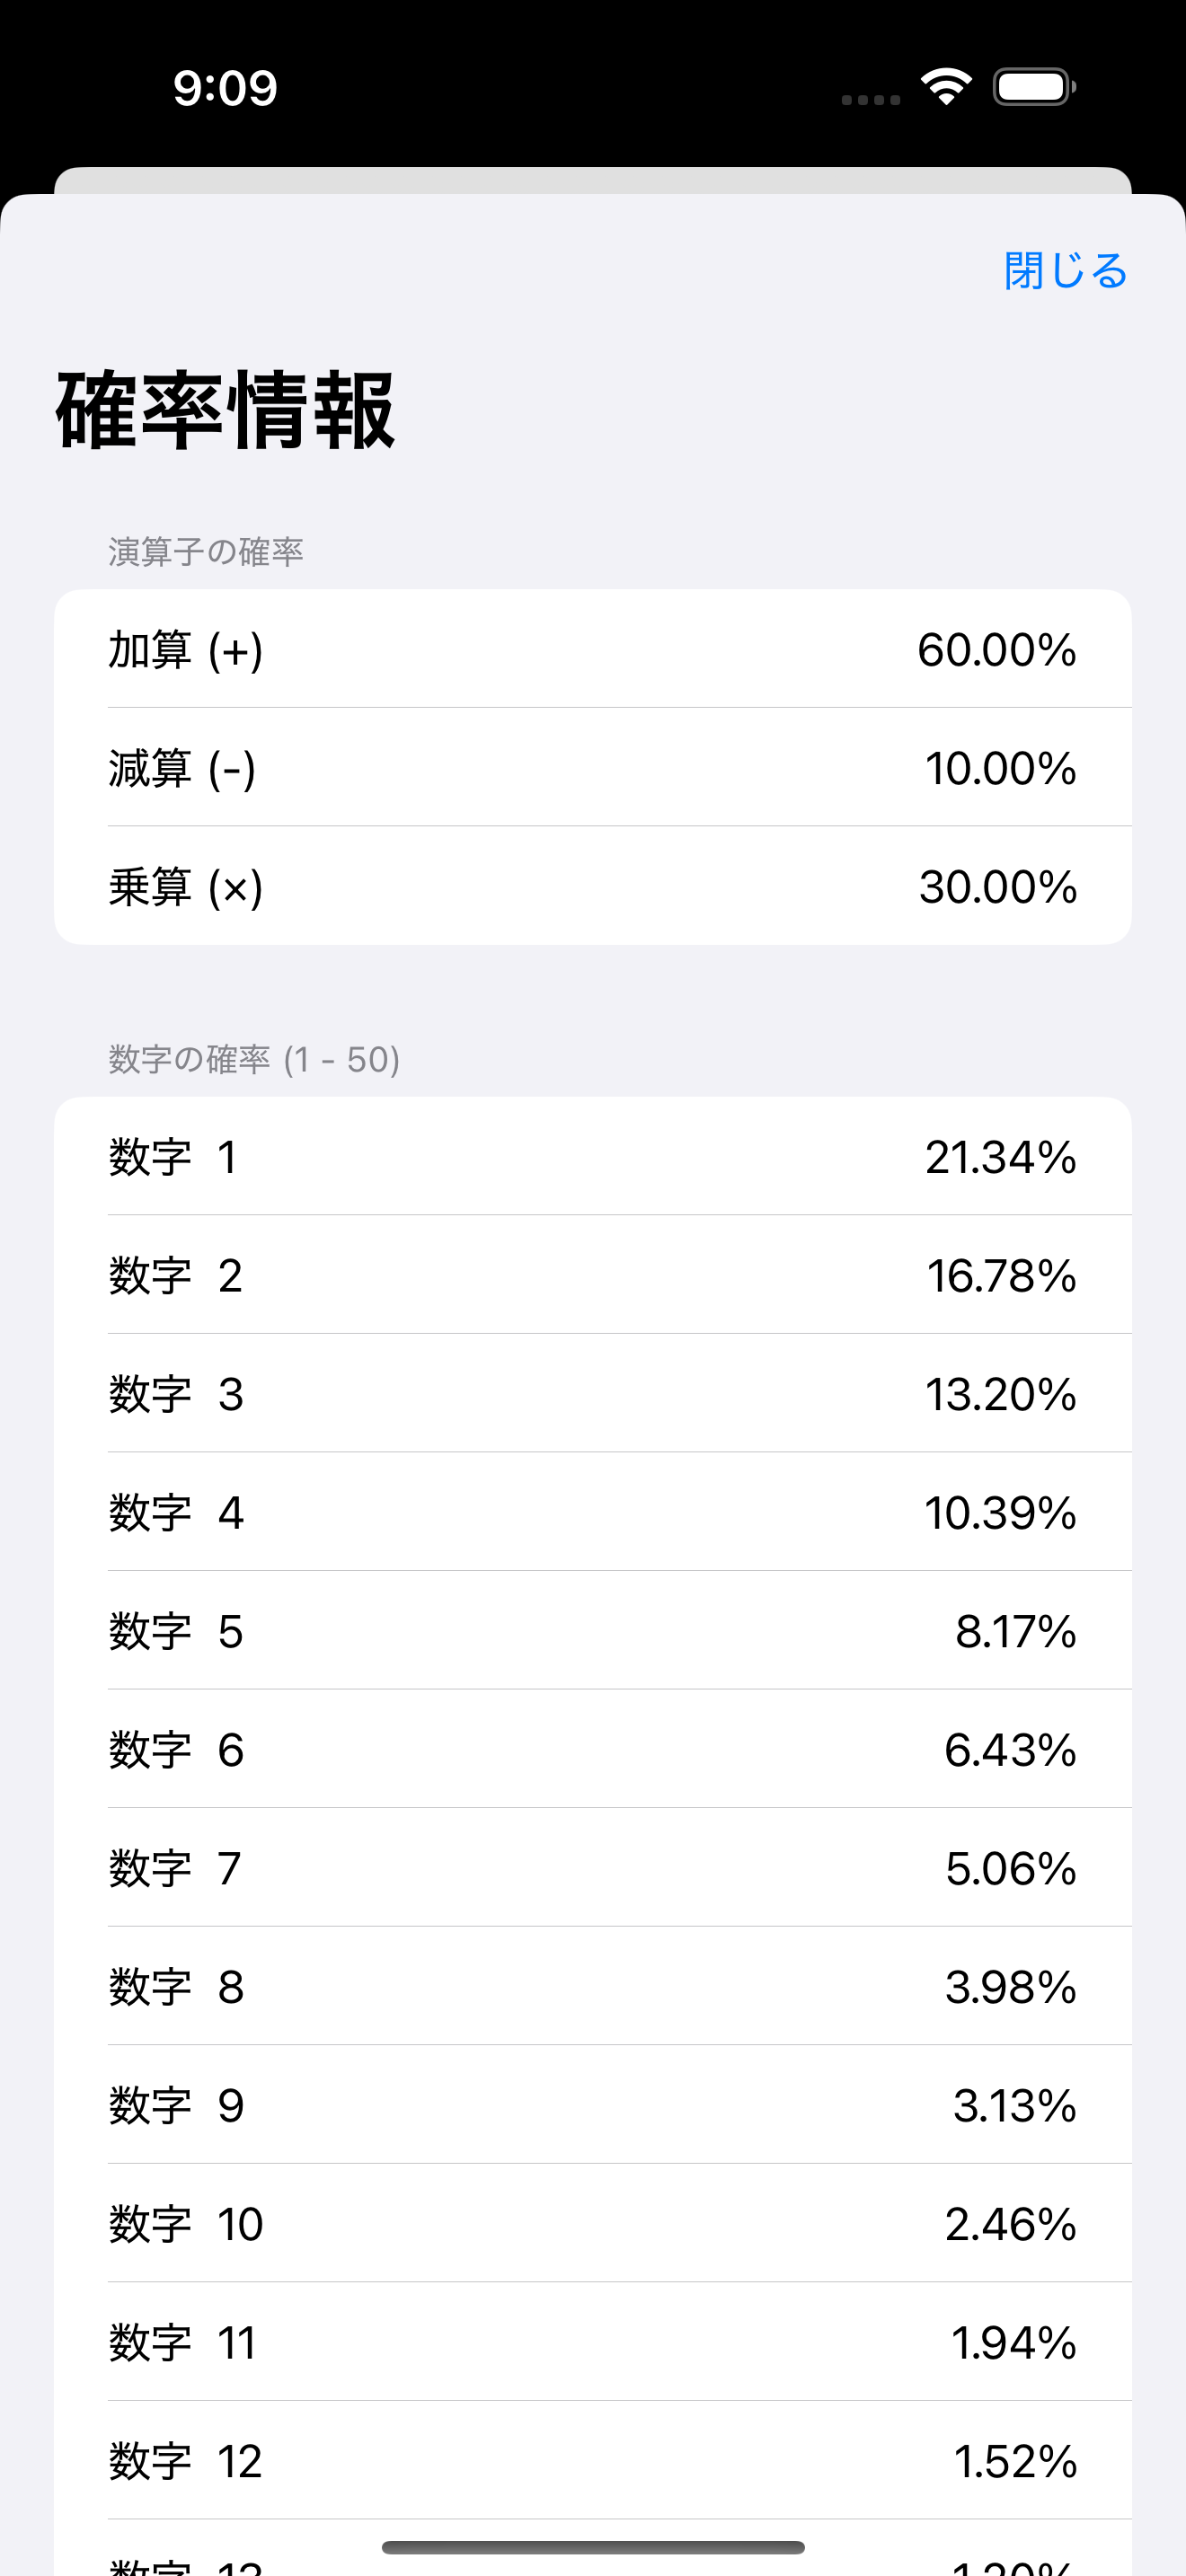 9:09
閉じる
確率情報
演算子の確率
加算 (+) 60.00%
減算 (-) 10.00%
乗算 (×) 30.00%
数字の確率 (1 - 50)
数字 1 21.34%
数字 2 16.78%
数字 3 13.20%
数字 4 10.39%
数字 5 8.17%
数字 6 6.43%
数字 7 5.06%
数字 8 3.98%
数字 9 3.13%
数字 10 2.46%
数字 11 1.94%
数字 12 1.52%